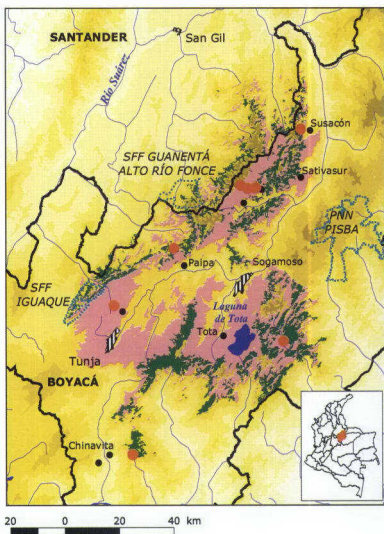 SANTANDER
San Gil
Río Suárez
Susacón
SFF GUANENTÁ
ALTO RÍO FONCE
Sativasur
PNN
PISBA
Paipa
Sogamoso
SFF
IGUAQUE
Laguna
de Tota
Tota
Tunja
BOYACÁ
Chinavita
20 0 20 40 km